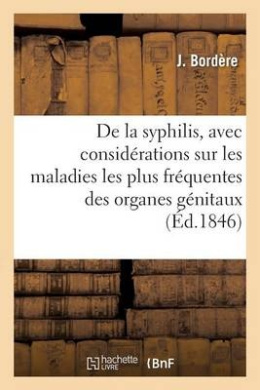 J. Bordère
De la syphilis, avec considérations sur les maladies les plus fréquentes des organes génitaux (Éd.1846)
hachette
LIVRE
{BnF